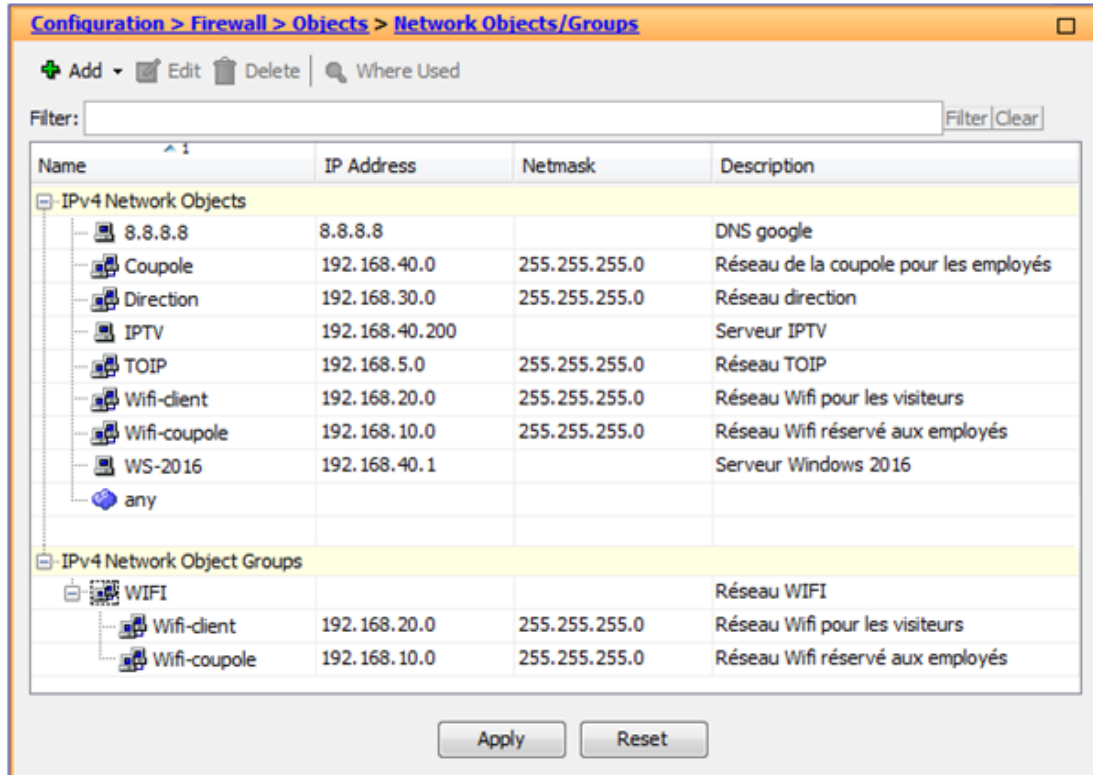 Configuration > Firewall > Objects > Network Objects/Groups
Add Edit Delete Where Used
Filter: Filter Clear
1
Name IP Address Netmask Description
IPv4 Network Objects
8.8.8.8 8.8.8.8 DNS google
Coupole 192.168.40.0 255.255.255.0 Réseau de la coupole pour les employés
Direction 192.168.30.0 255.255.255.0 Réseau direction
IPTV 192.168.40.200 Serveur IPTV
TOIP 192.168.5.0 255.255.255.0 Réseau TOIP
Wifi-client 192.168.20.0 255.255.255.0 Réseau Wifi pour les visiteurs
Wifi-coupole 192.168.10.0 255.255.255.0 Réseau Wifi réservé aux employés
WS-2016 192.168.40.1 Serveur Windows 2016
any
IPv4 Network Object Groups
WIFI Réseau WIFI
Wifi-client 192.168.20.0 255.255.255.0 Réseau Wifi pour les visiteurs
Wifi-coupole 192.168.10.0 255.255.255.0 Réseau Wifi réservé aux employés
Apply Reset